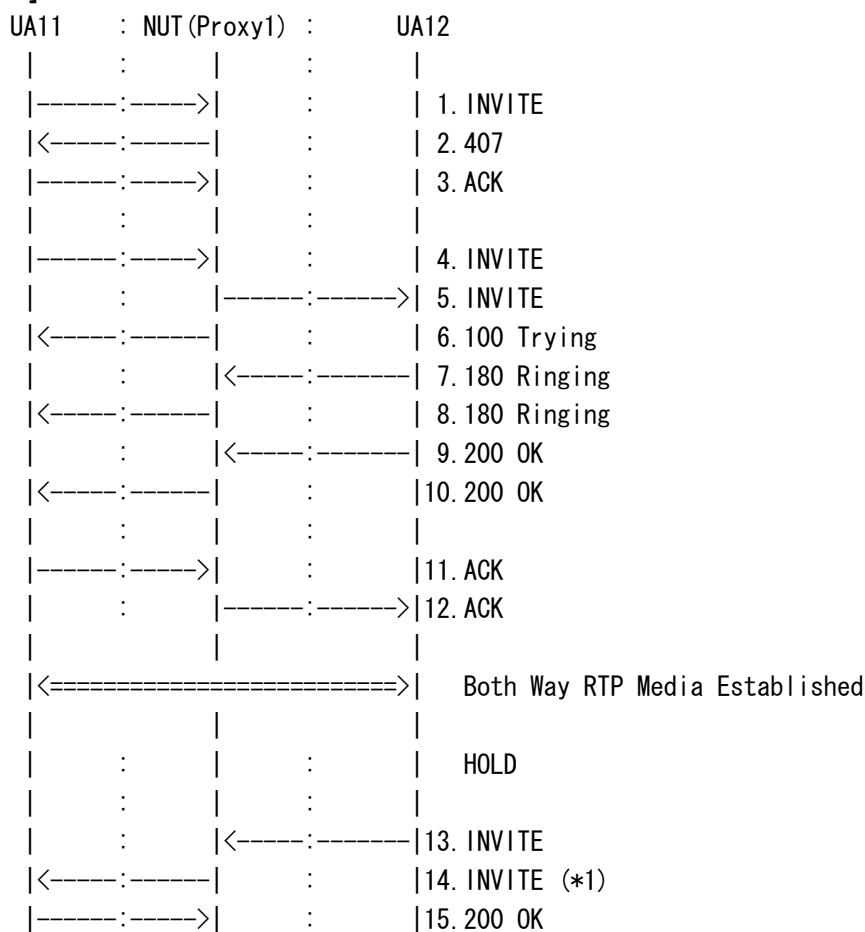 UA11 : NUT(Proxy1) : UA12
| : | : |
|------:----->| : | 1.INVITE
|<-----:------| : | 2.407
|------:----->| : | 3.ACK
| : | : |
|------:----->| : | 4.INVITE
| : |------:------>| 5.INVITE
|<-----:------| : | 6.100 Trying
| : |<-----:-------| 7.180 Ringing
|<-----:------| : | 8.180 Ringing
| : |<-----:-------| 9.200 OK
|<-----:------| : |10.200 OK
| : | : |
|------:----->| : |11.ACK
| : |------:------>|12.ACK
| | |
|<==========================>| Both Way RTP Media Established
| | |
| : | : | HOLD
| : | : |
| : |<-----:-------|13.INVITE
|<-----:------| : |14.INVITE (*1)
|------:----->| : |15.200 OK